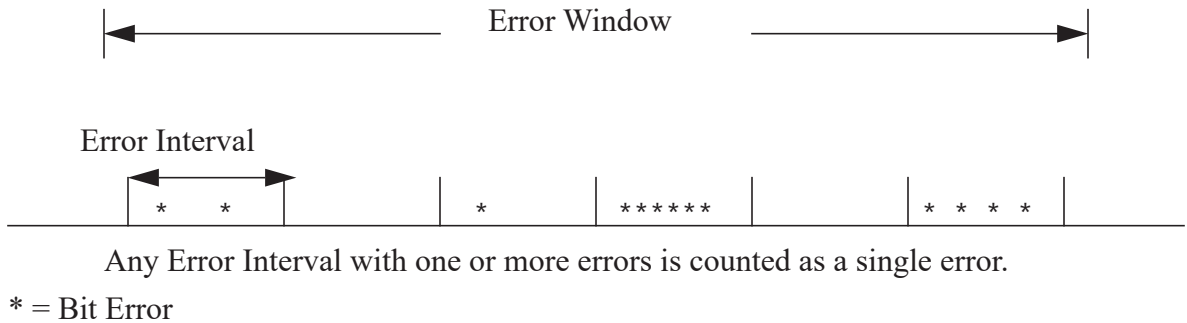 Error Window
Error Interval
* * * ****** * * * *
Any Error Interval with one or more errors is counted as a single error.
* = Bit Error